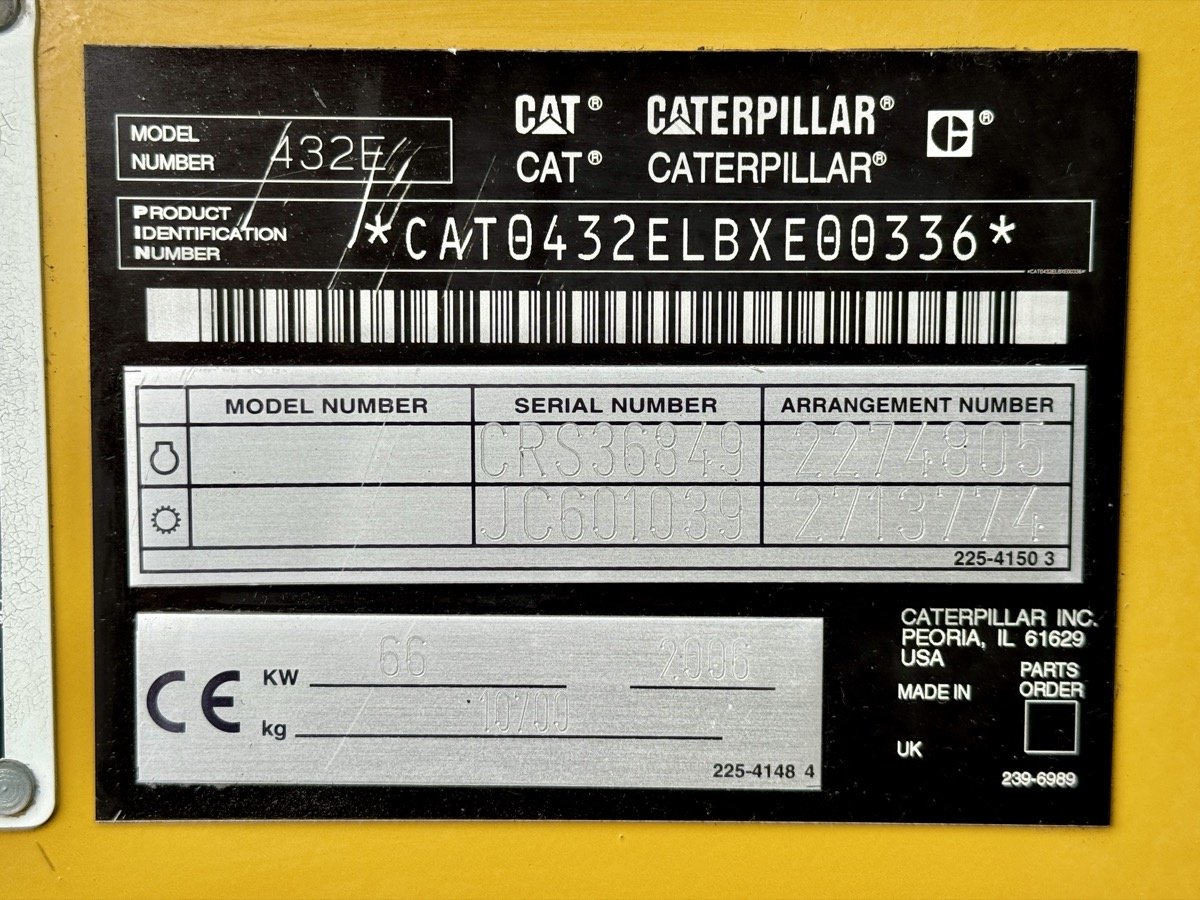 CAT® CATERPILLAR® C®
CAT® CATERPILLAR®
MODEL
NUMBER 432E
PRODUCT
IDENTIFICATION
NUMBER
*CAT0432ELBXE00336*
*CAT0432ELBXE00336*
MODEL NUMBER SERIAL NUMBER ARRANGEMENT NUMBER
CRS36849 2274805
JC601039 2713774
225-4150 3
CE KW 66 2006
kg 10700
225-4148 4
CATERPILLAR INC.
PEORIA, IL 61629
USA
MADE IN
UK
PARTS
ORDER
239-6989